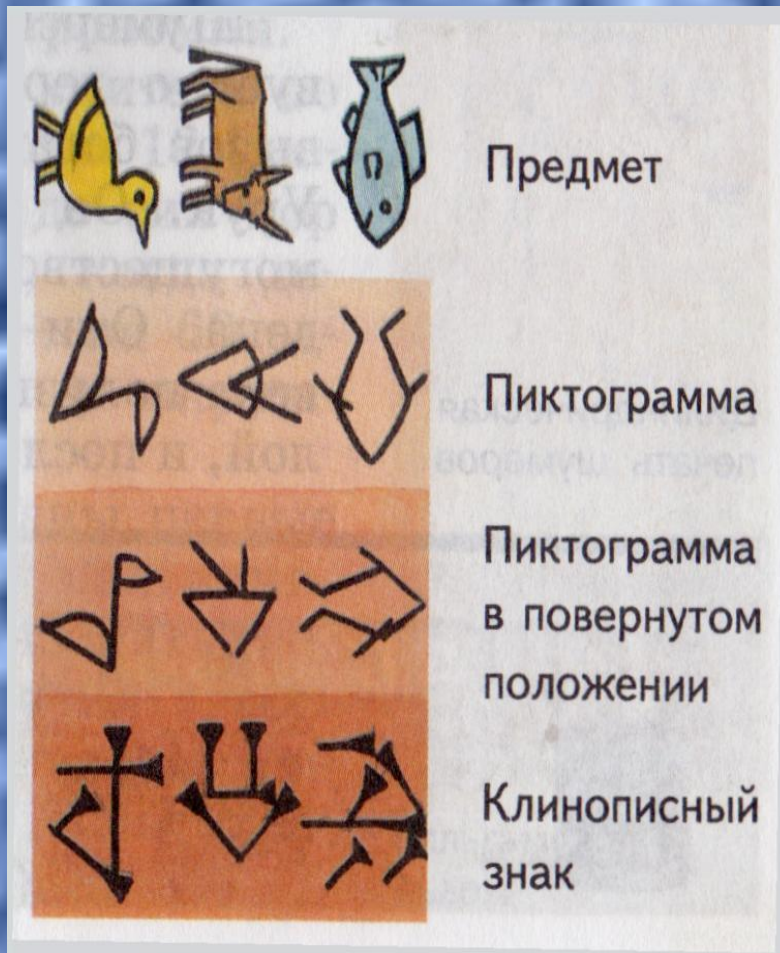 Предмет
Пиктограмма
Пиктограмма
в повернутом
положении
Клинописный
знак